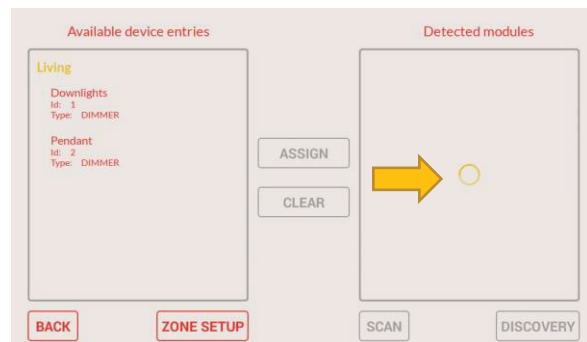 Available device entries
Detected modules
Living
Downlights
Id: 1
Type: DIMMER
Pendant
Id: 2
Type: DIMMER
ASSIGN
CLEAR
BACK
ZONE SETUP
SCAN
DISCOVERY